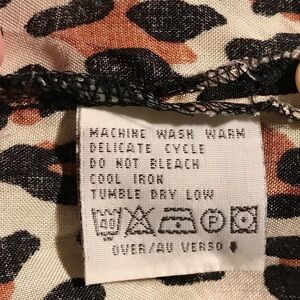 MACHINE WASH WARM
DELICATE CYCLE
DO NOT BLEACH
COOL IRON
TUMBLE DRY LOW
40 F
OVER/AU VERSO